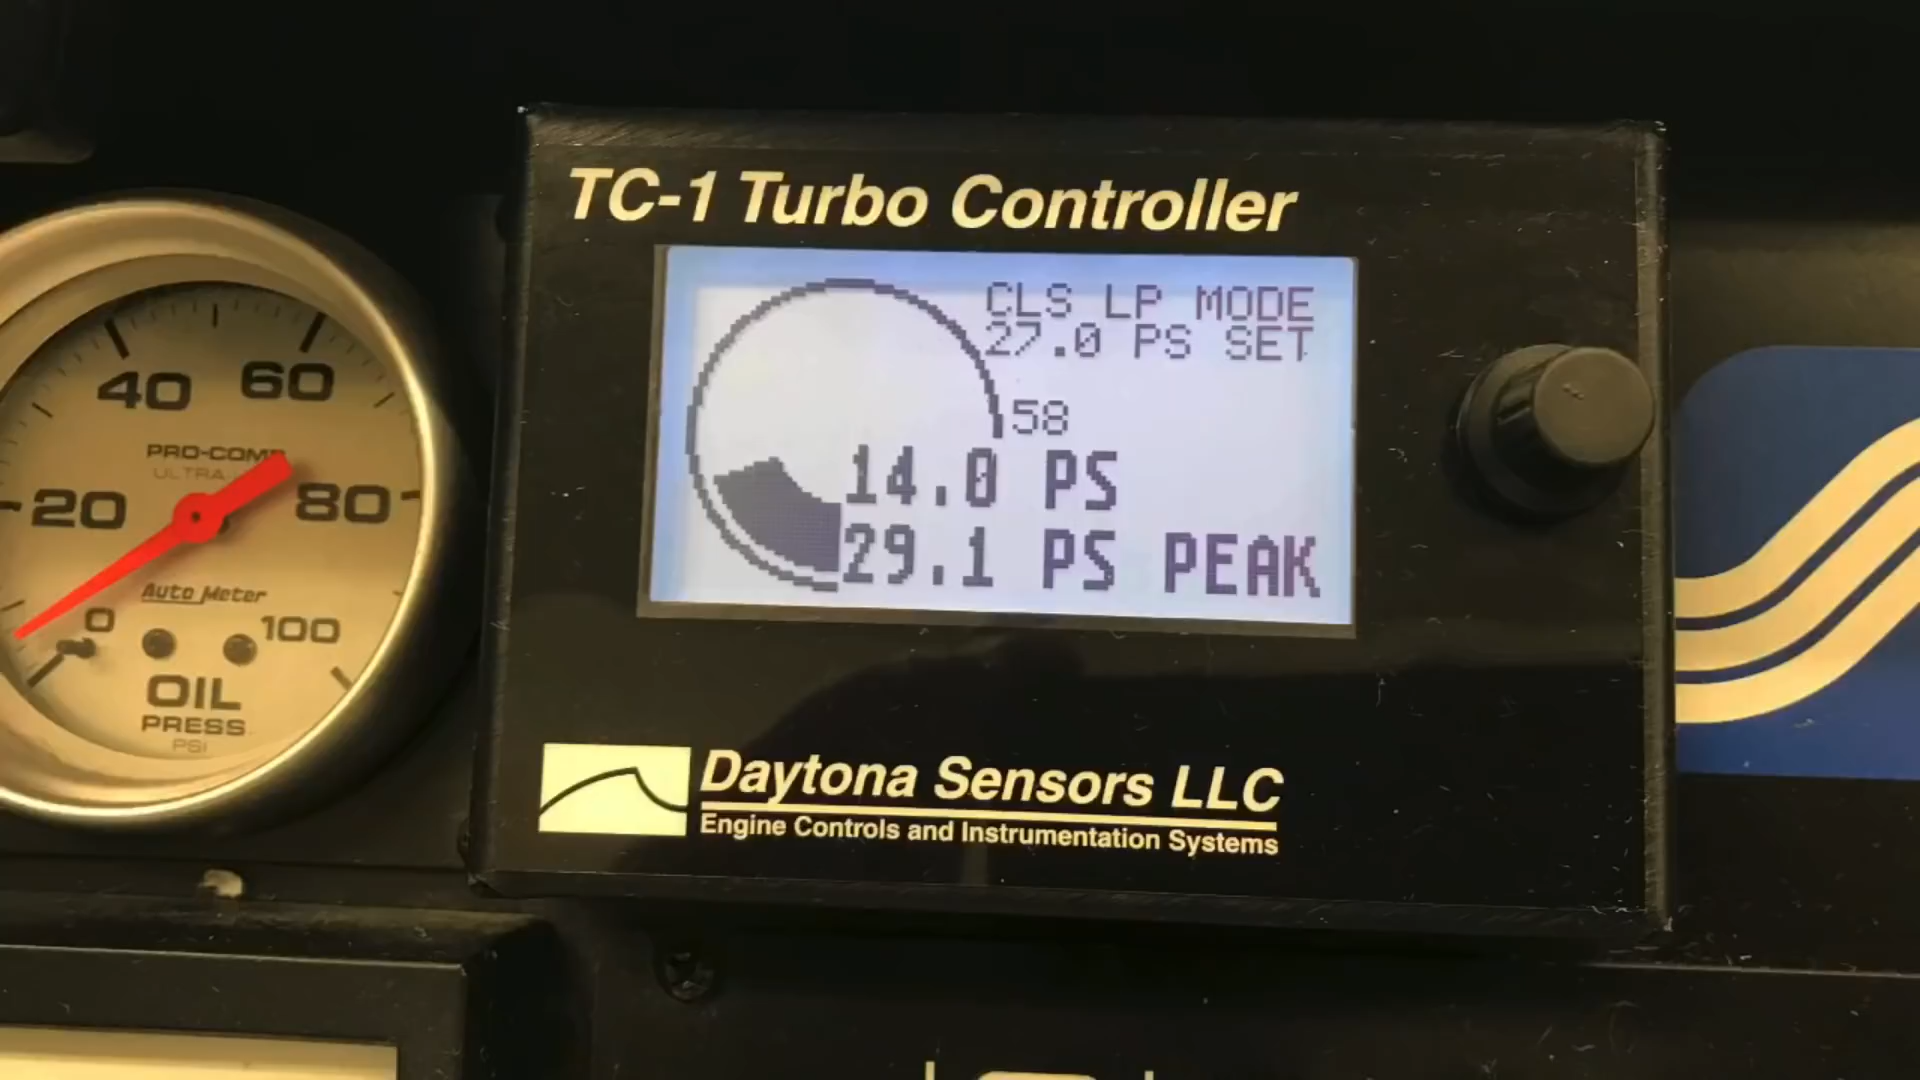 TC-1 Turbo Controller
CLS LP MODE
27.0 PS SET
58
14.0 PS
29.1 PS PEAK
Daytona Sensors LLC
Engine Controls and Instrumentation Systems
40
60
PRO-COMP
ULTRA
20
80
Auto Meter
0
100
OIL
PRESS
PSI